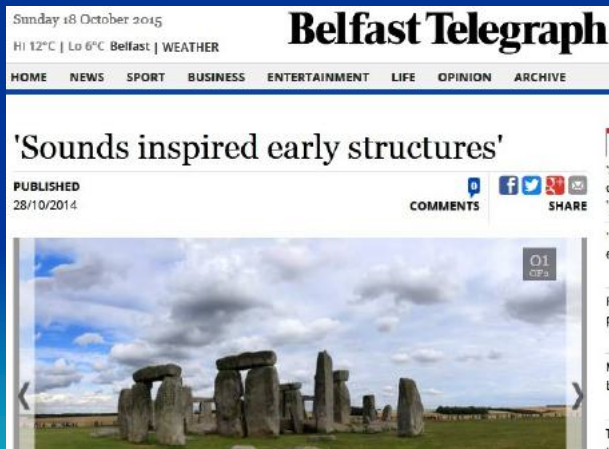 Sunday 18 October 2015
Hi 12°C | Lo 6°C Belfast | WEATHER
Belfast Telegraph
HOME NEWS SPORT BUSINESS ENTERTAINMENT LIFE OPINION ARCHIVE
'Sounds inspired early structures'
PUBLISHED
28/10/2014
0
COMMENTS
SHARE
01
OF2